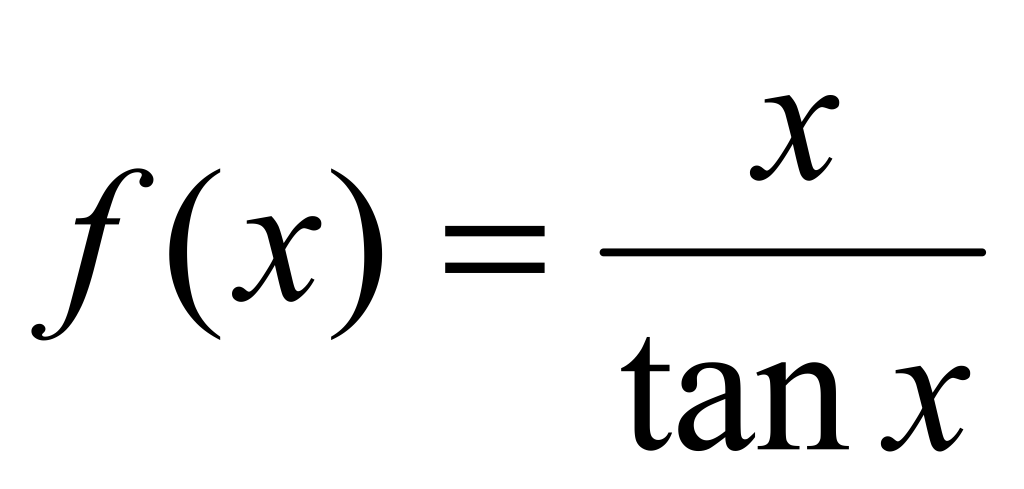 f(x) = x / tan x